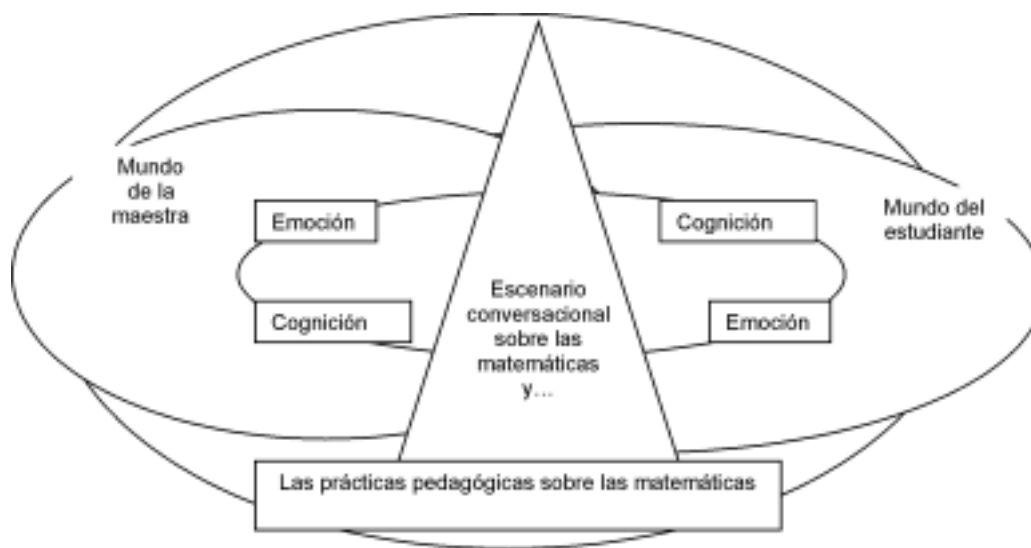 Mundo
de la
maestra
Emoción
Cognición
Escenario
conversacional
sobre las
matemáticas
y...
Cognición
Emoción
Mundo del
estudiante
Las prácticas pedagógicas sobre las matemáticas